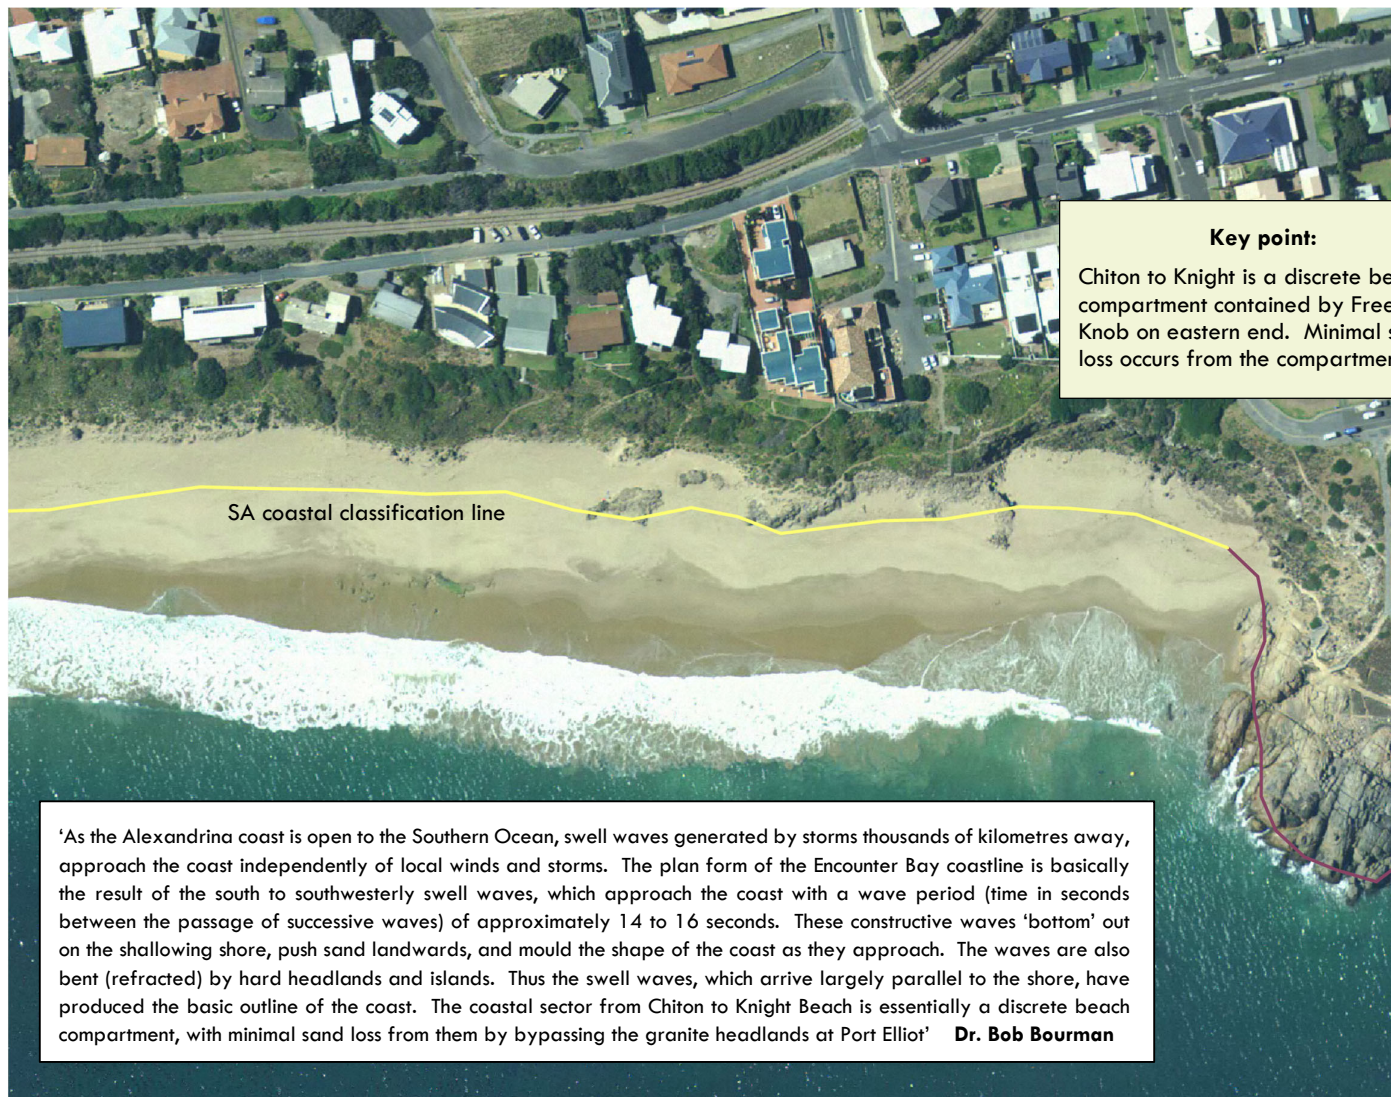 Key point:
Chiton to Knight is a discrete
compartment contained by
Knob on eastern end. Minimal
loss occurs from the
SA coastal classification line
‘As the Alexandrina coast is open to the Southern Ocean, swell waves generated by storms thousands of kilometres away,
approach the coast independently of local winds and storms. The plan form of the Encounter Bay coastline is basically
the result of the south to southwesterly swell waves, which approach the coast with a wave period (time in seconds
between the passage of successive waves) of approximately 14 to 16 seconds. These constructive waves ‘bottom’ out
on the shallowing shore, push sand landwards, and mould the shape of the coast as they approach. The waves are also
bent (refracted) by hard headlands and islands. Thus the swell waves, which arrive largely parallel to the shore, have
produced the basic outline of the coast. The coastal sector from Chiton to Knight Beach is essentially a discrete beach
compartment, with minimal sand loss from them by bypassing the granite headlands at Port Elliot’ Dr. Bob Bourman